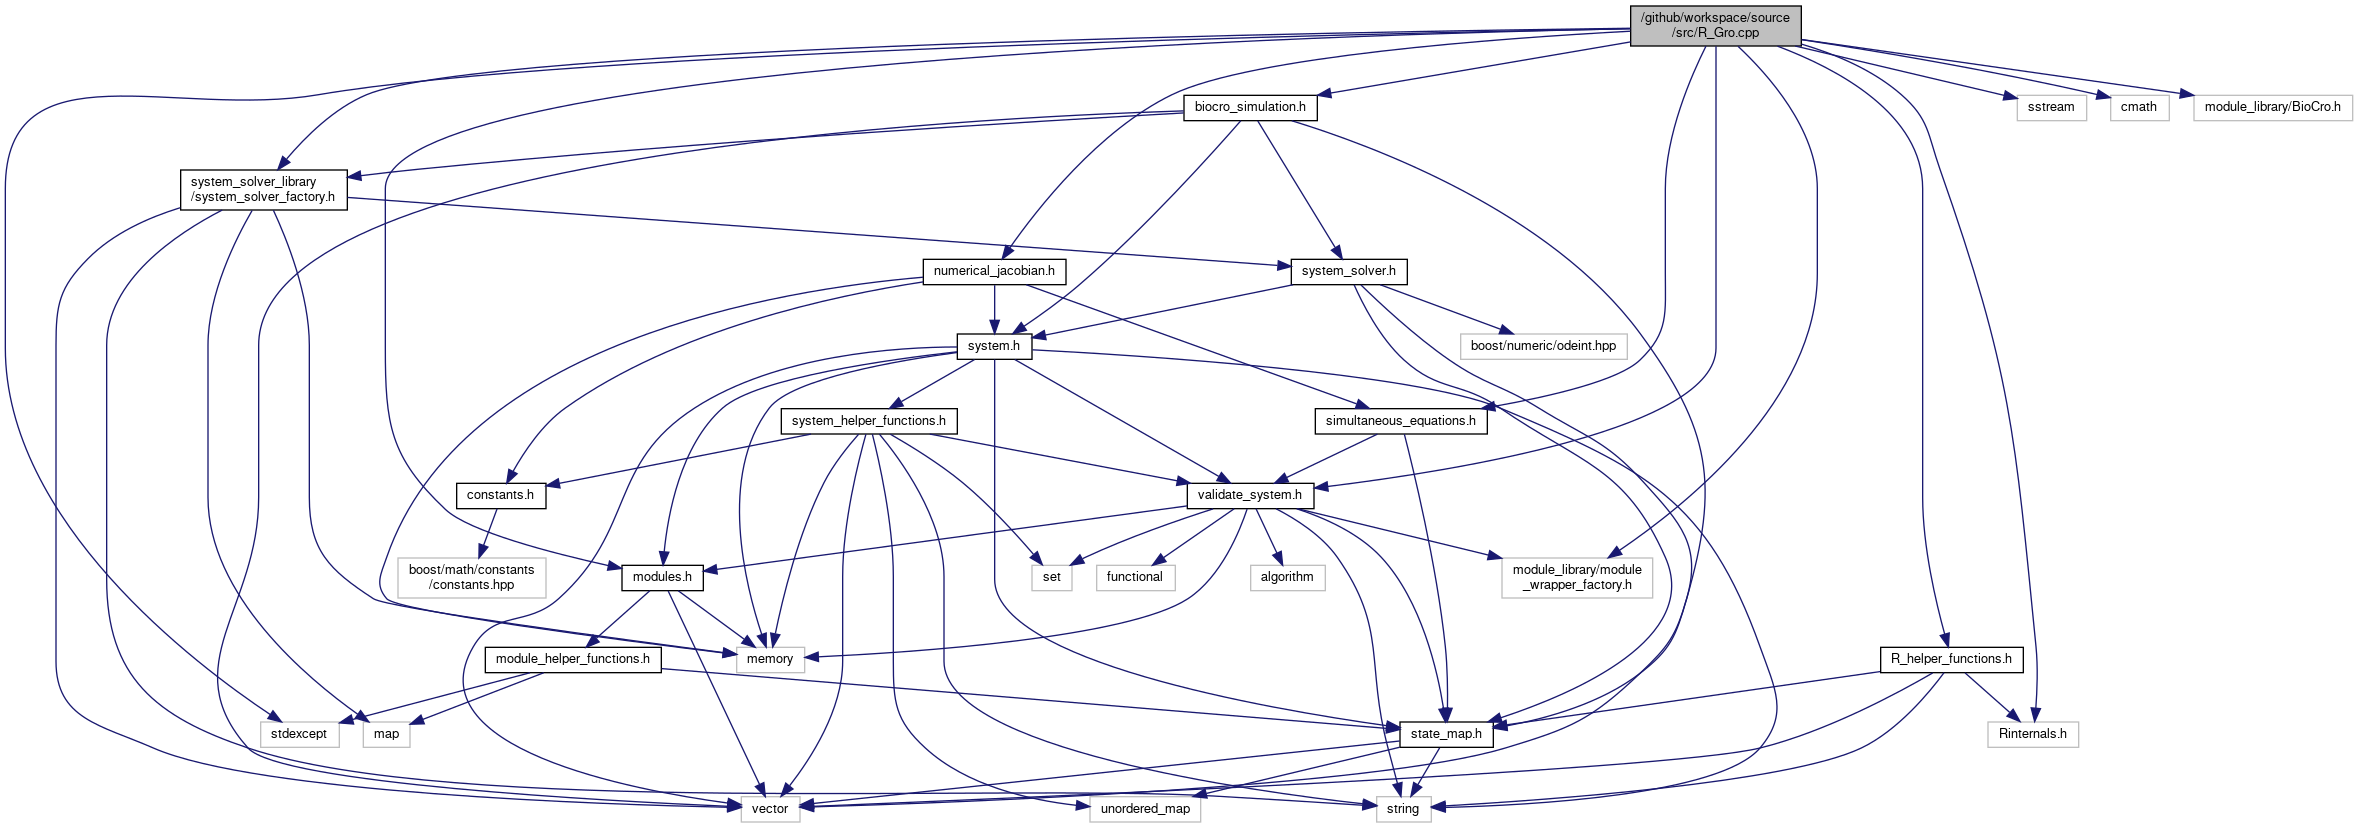 /github/workspace/source
/src/R_Gro.cpp
biocro_simulation.h
sstream
cmath
module_library/BioCro.h
system_solver_library
/system_solver_factory.h
numerical_jacobian.h
system_solver.h
system.h
boost/numeric/odeint.hpp
system_helper_functions.h
simultaneous_equations.h
constants.h
validate_system.h
boost/math/constants
/constants.hpp
modules.h
set
functional
algorithm
module_library/module
_wrapper_factory.h
module_helper_functions.h
memory
R_helper_functions.h
stdexcept
map
state_map.h
Rinternals.h
vector
unordered_map
string